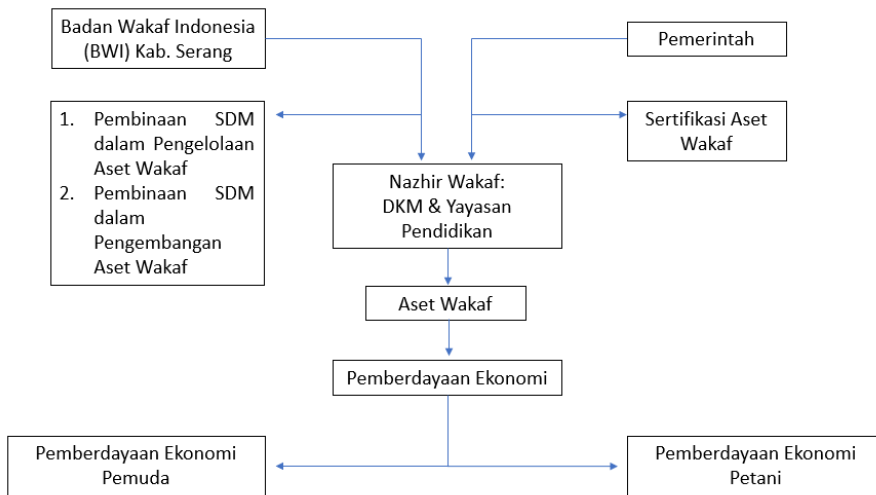 Badan Wakaf Indonesia
(BWI) Kab. Serang
Pemerintah
1. Pembinaan SDM
dalam Pengelolaan
Aset Wakaf
2. Pembinaan SDM
dalam
Pengembangan
Aset Wakaf
Sertifikasi Aset
Wakaf
Nazhir Wakaf:
DKM & Yayasan
Pendidikan
Aset Wakaf
Pemberdayaan Ekonomi
Pemberdayaan Ekonomi
Pemuda
Pemberdayaan Ekonomi
Petani